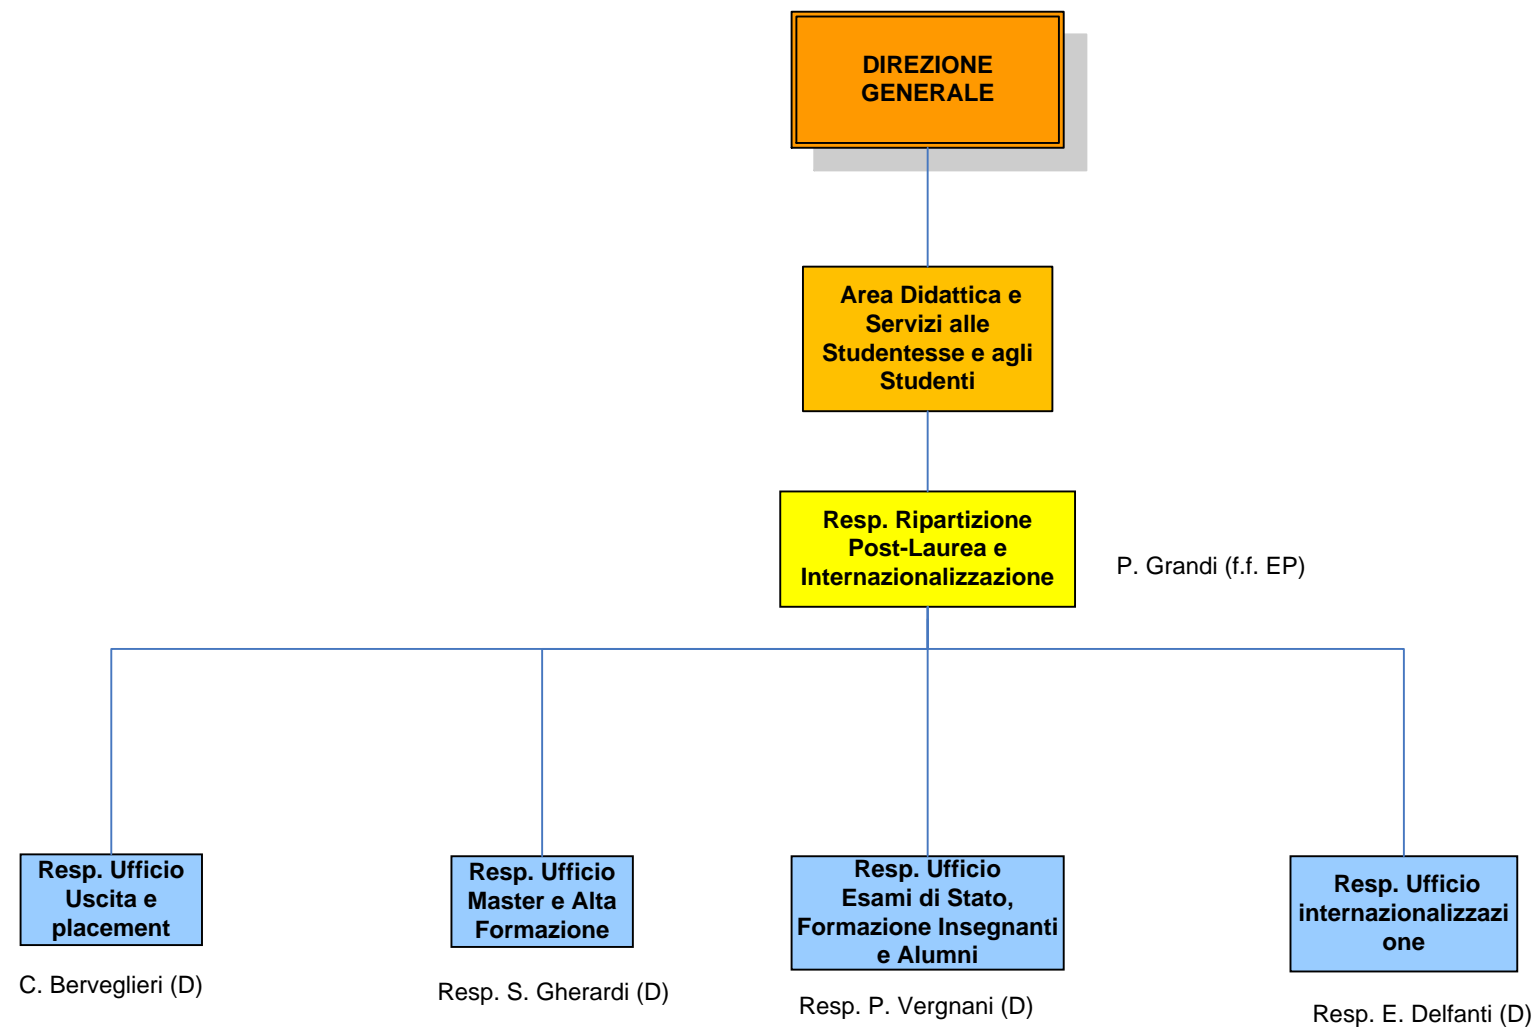 DIREZIONE
GENERALE
Area Didattica e
Servizi alle
Studentesse e agli
Studenti
Resp. Ripartizione
Post-Laurea e
Internazionalizzazione
P. Grandi (f.f. EP)
Resp. Ufficio
Uscita e
placement
C. Berveglieri (D)
Resp. Ufficio
Master e Alta
Formazione
Resp. S. Gherardi (D)
Resp. Ufficio
Esami di Stato,
Formazione Insegnanti
e Alumni
Resp. P. Vergnani (D)
Resp. Ufficio
internazionalizzazi
one
Resp. E. Delfanti (D)